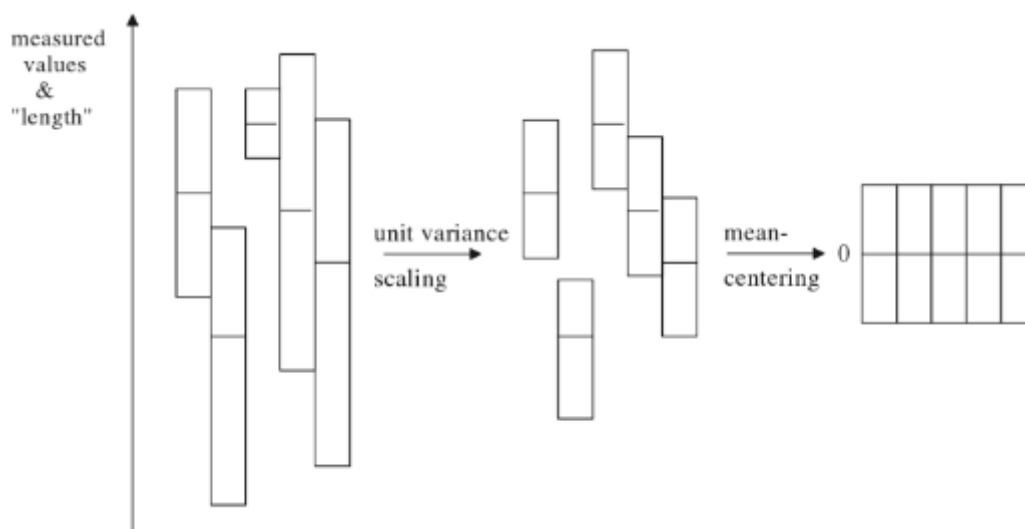 measured
values
&
"length"
unit variance
scaling
mean-
centering
0